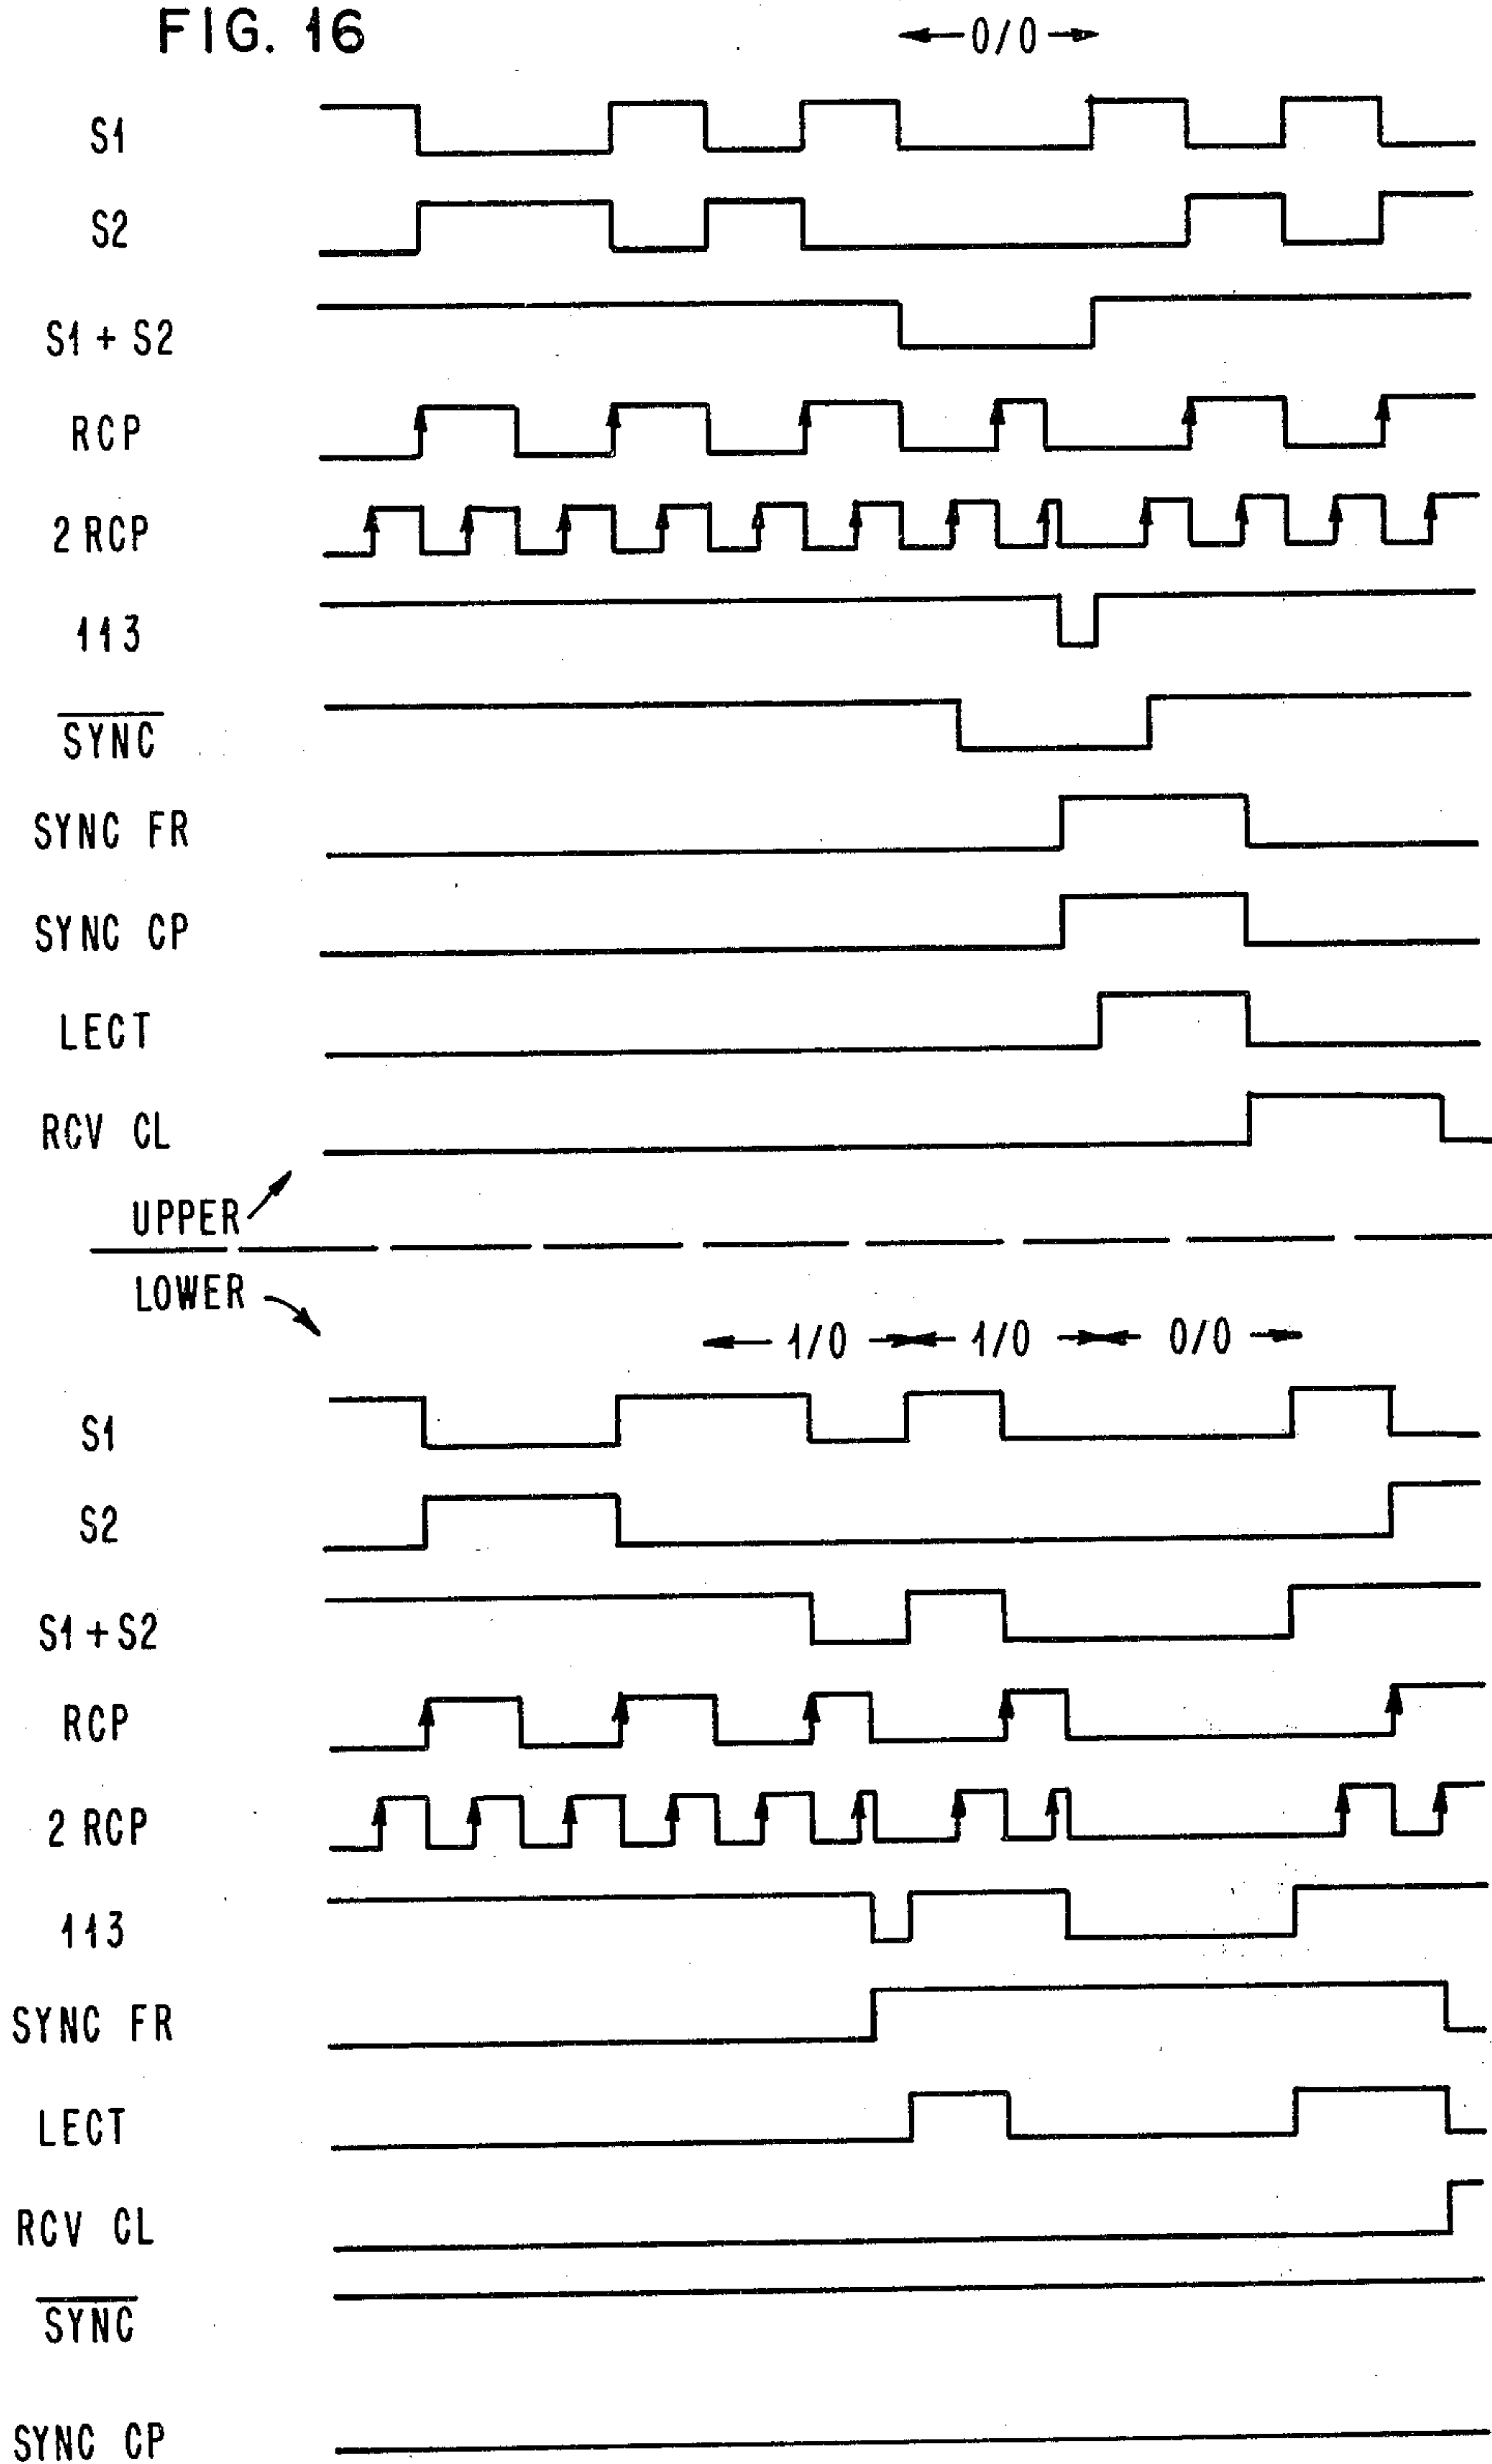 FIG. 16
0/0
S1
S2
S1 + S2
RCP
2 RCP
113
SYNC
SYNC FR
SYNC CP
LECT
RCV CL
UPPER
LOWER
1/0 1/0 0/0
S1
S2
S1 + S2
RCP
2 RCP
113
SYNC FR
LECT
RCV CL
SYNC
SYNC CP